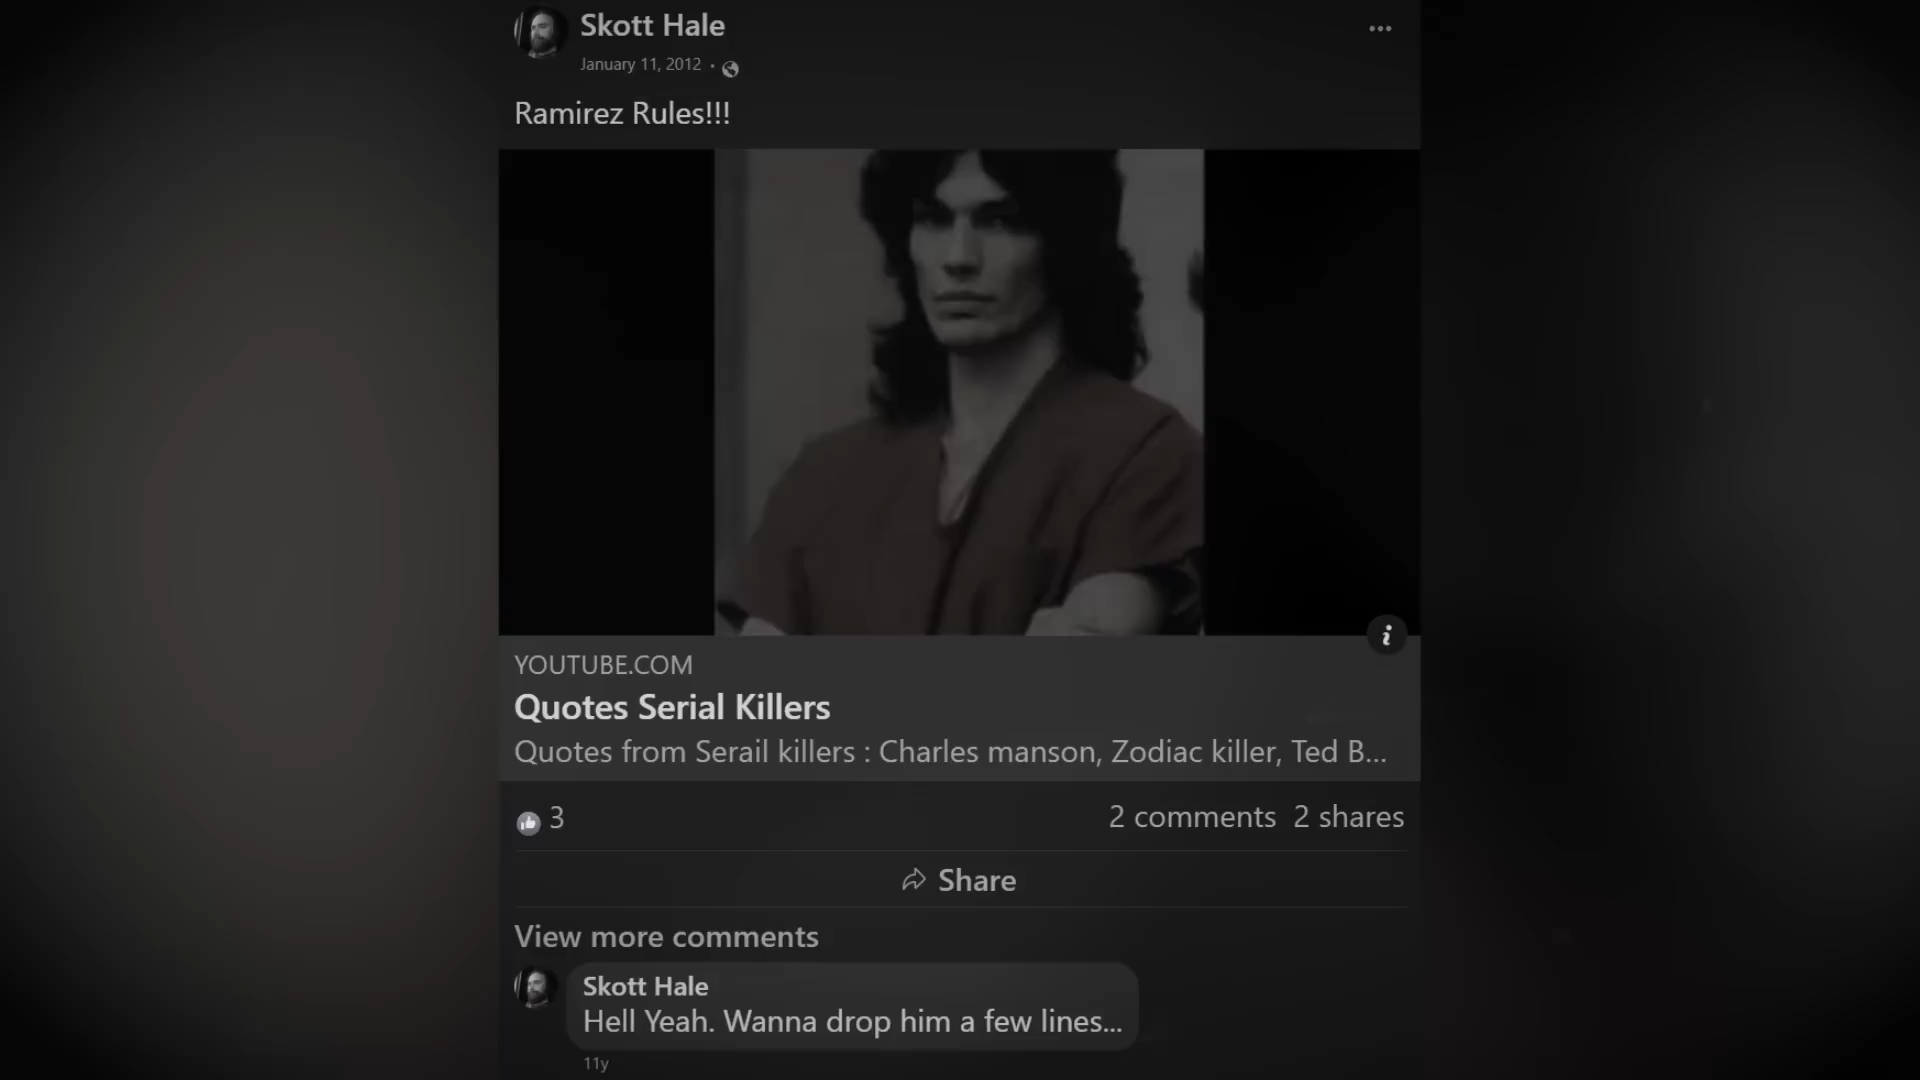 Skott Hale
January 11, 2012 ·
Ramirez Rules!!!
YOUTUBE.COM
Quotes Serial Killers
Quotes from Serail killers : Charles manson, Zodiac killer, Ted B...
3
2 comments 2 shares
Share
View more comments
Skott Hale
Hell Yeah. Wanna drop him a few lines...
11y